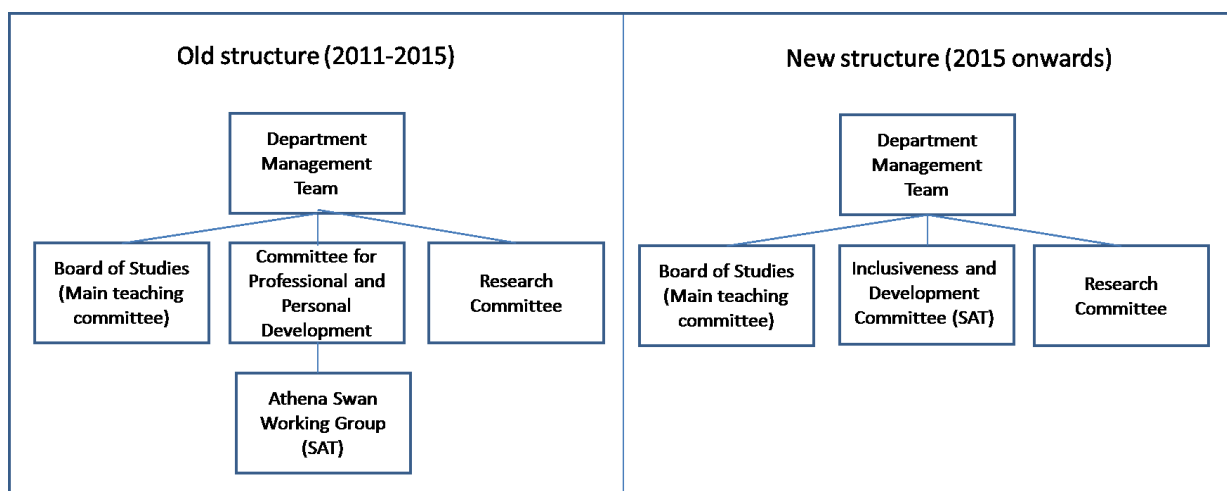 Old structure (2011-2015)
Department
Management
Team
Board of Studies
(Main teaching
committee)
Committee for
Professional and
Personal
Development
Research
Committee
Athena Swan
Working Group
(SAT)
New structure (2015 onwards)
Department
Management
Team
Board of Studies
(Main teaching
committee)
Inclusiveness and
Development
Committee (SAT)
Research
Committee